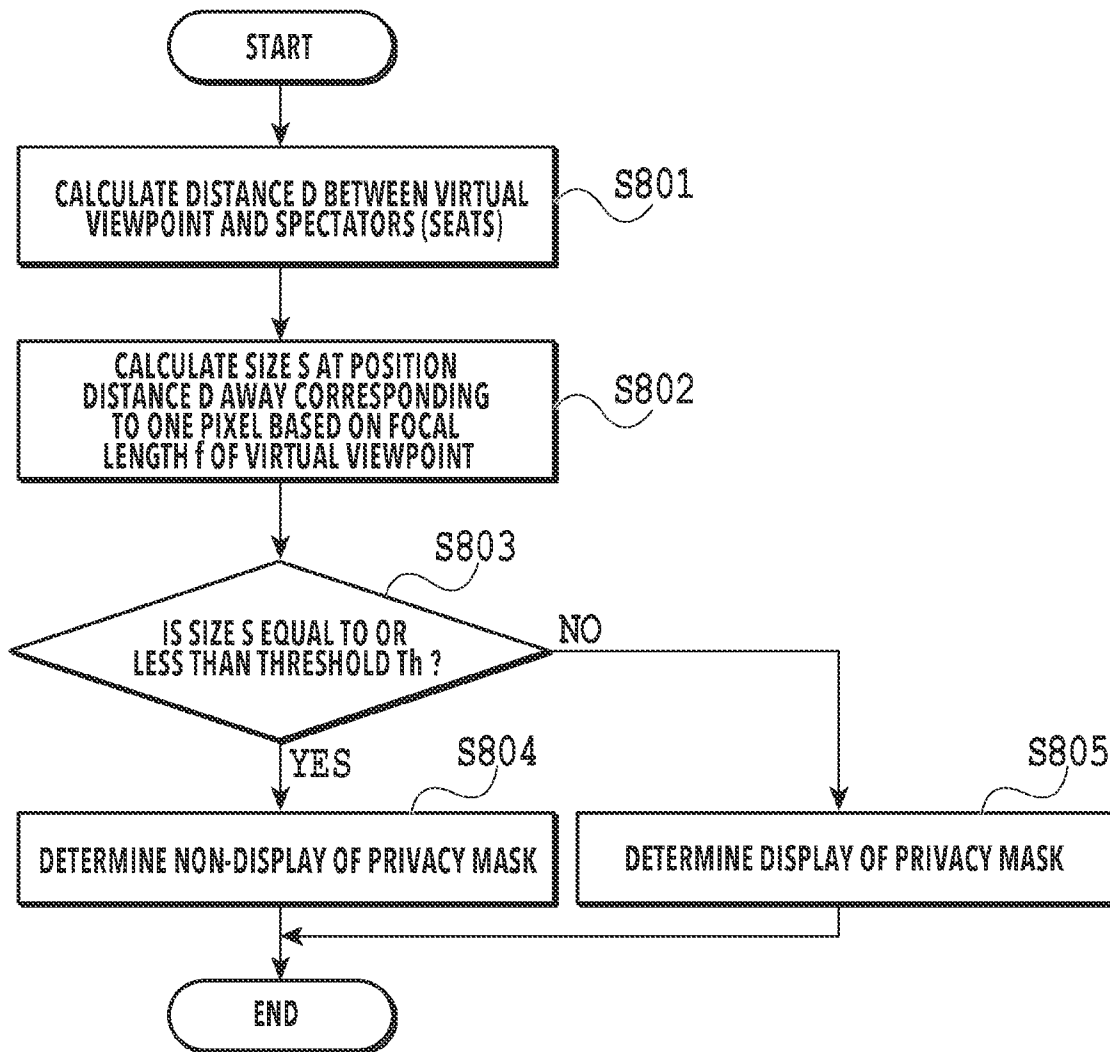 START
CALCULATE DISTANCE D BETWEEN VIRTUAL
VIEWPOINT AND SPECTATORS (SEATS)
S801
CALCULATE SIZE S AT POSITION
DISTANCE D AWAY CORRESPONDING
TO ONE PIXEL BASED ON FOCAL
LENGTH f OF VIRTUAL VIEWPOINT
S802
S803
IS SIZE S EQUAL TO OR
LESS THAN THRESHOLD Th ?
NO
YES
S804
S805
DETERMINE NON-DISPLAY OF PRIVACY MASK
DETERMINE DISPLAY OF PRIVACY MASK
END